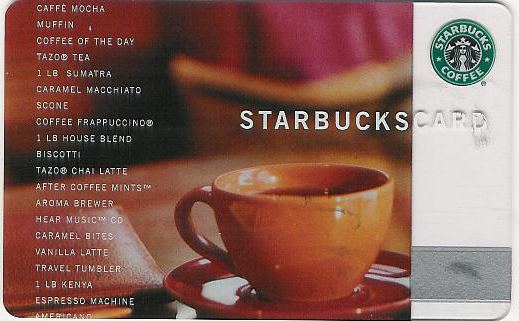 CAFFÈ MOCHA
MUFFIN
COFFEE OF THE DAY
TAZO® TEA
1 LB SUMATRA
CARAMEL MACCHIATO
SCONE
COFFEE FRAPPUCCINO®
1 LB HOUSE BLEND
BISCOTTI
TAZO® CHAI LATTE
AFTER COFFEE MINTS™
AROMA BREWER
HEAR MUSIC™ CD
CARAMEL BITES
VANILLA LATTE
TRAVEL TUMBLER
1 LB KENYA
ESPRESSO MACHINE
AMERICANO
STARBUCKSCARD
STARBUCKS
COFFEE
®